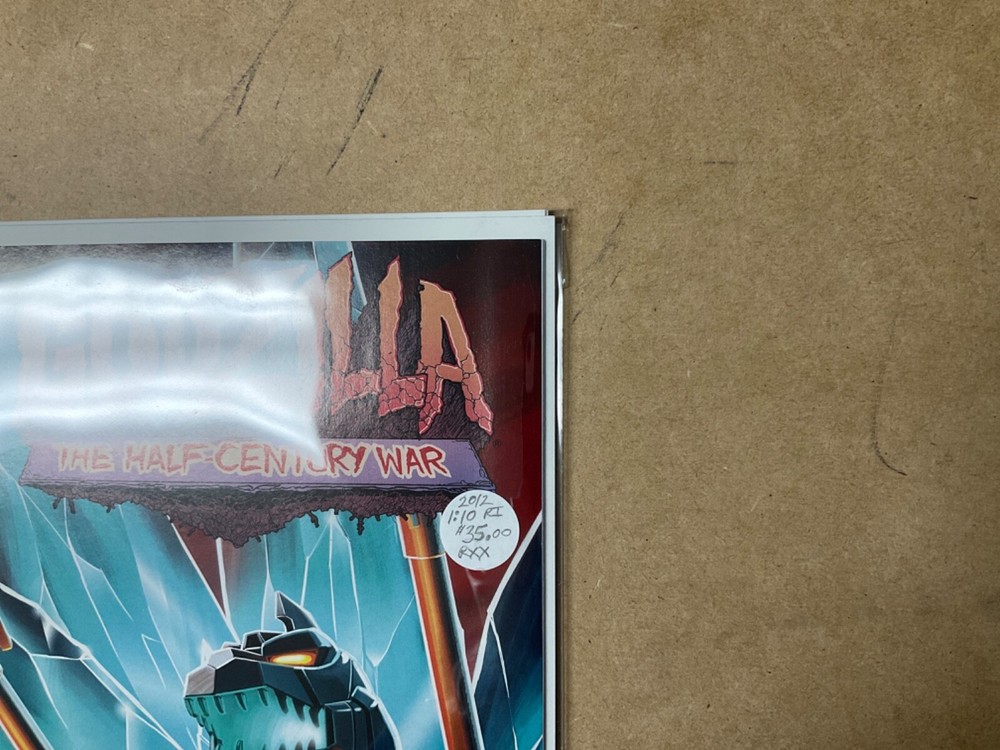 LLA
THE HALF-CENTURY WAR
2012
1:10 RI
$35.00
RXX